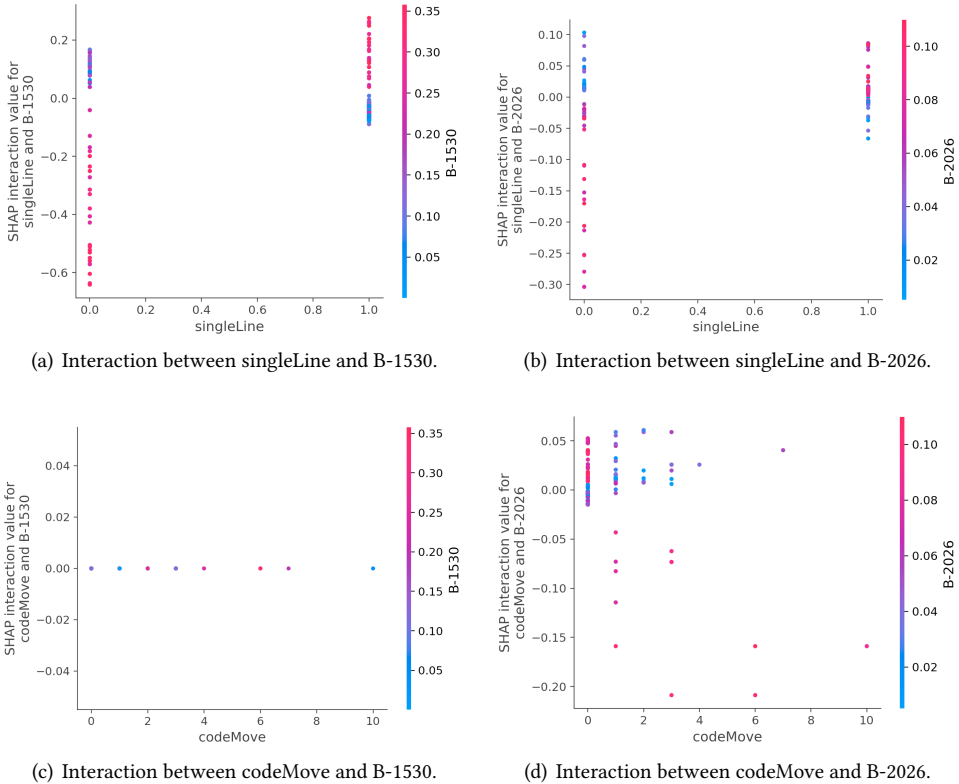 0.2
0.0
−0.2
−0.4
−0.6
SHAP interaction value for
singleLine and B-1530
0.0 0.2 0.4 0.6 0.8 1.0
singleLine
0.35
0.30
0.25
0.20
0.15
0.10
0.05
B-1530
(a) Interaction between singleLine and B-1530.
0.10
0.05
0.00
−0.05
−0.10
−0.15
−0.20
−0.25
−0.30
SHAP interaction value for
singleLine and B-2026
0.0 0.2 0.4 0.6 0.8 1.0
singleLine
0.10
0.08
0.06
0.04
0.02
B-2026
(b) Interaction between singleLine and B-2026.
0.04
0.02
0.00
−0.02
−0.04
SHAP interaction value for
codeMove and B-1530
0 2 4 6 8 10
codeMove
0.35
0.30
0.25
0.20
0.15
0.10
0.05
B-1530
(c) Interaction between codeMove and B-1530.
0.05
0.00
−0.05
−0.10
−0.15
−0.20
SHAP interaction value for
codeMove and B-2026
0 2 4 6 8 10
codeMove
0.10
0.08
0.06
0.04
0.02
B-2026
(d) Interaction between codeMove and B-2026.